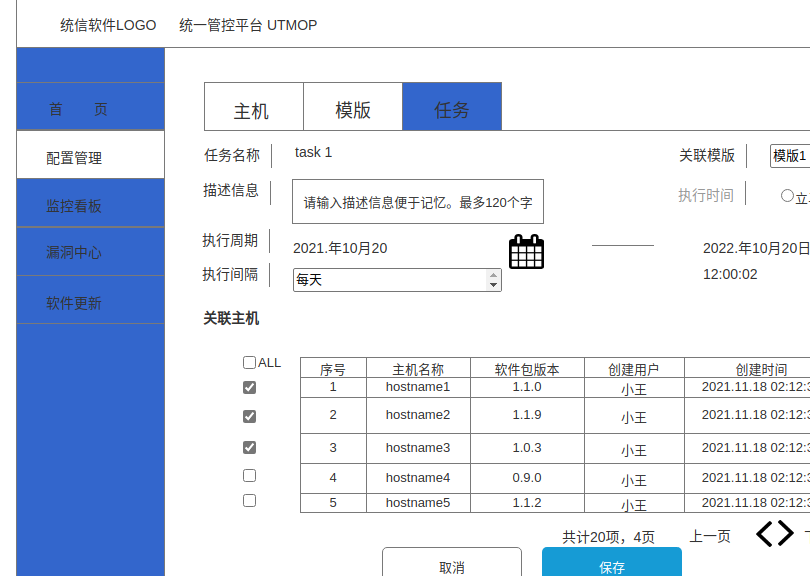 统信软件LOGO 统一管控平台 UTMOP
首 页
配置管理
监控看板
漏洞中心
软件更新
主机 模版 任务
任务名称 task 1 关联模版 模版1
描述信息 请输入描述信息便于记忆。最多120个字 执行时间 立
执行周期 2021.年10月20 2022.年10月20日
12:00:02
执行间隔 每天
关联主机
ALL
序号 主机名称 软件包版本 创建用户 创建时间
1 hostname1 1.1.0 小王 2021.11.18 02:12:3
2 hostname2 1.1.9 小王 2021.11.18 02:12:3
3 hostname3 1.0.3 小王 2021.11.18 02:12:3
4 hostname4 0.9.0 小王 2021.11.18 02:12:3
5 hostname5 1.1.2 小王 2021.11.18 02:12:3
共计20项，4页 上一页
取消 保存